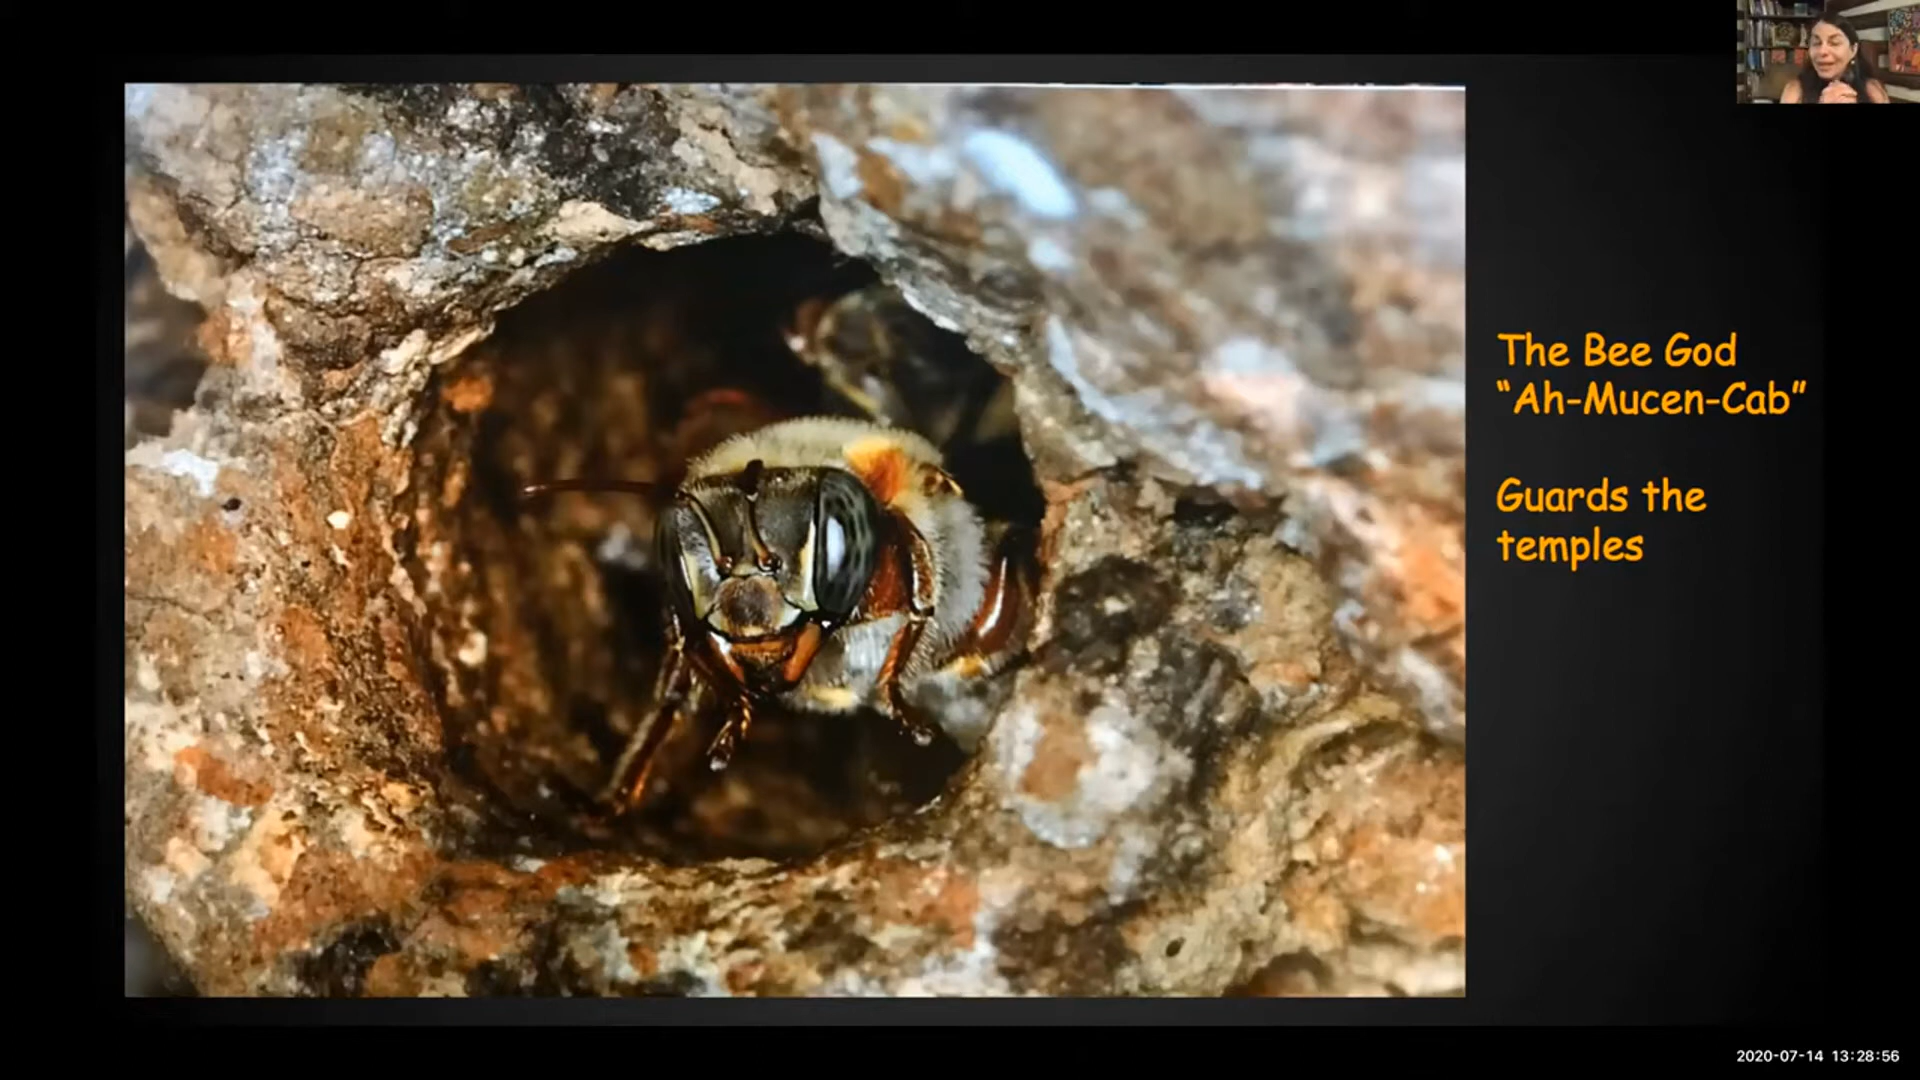 The Bee God
“Ah-Mucen-Cab”
Guards the
temples
2020-07-14 13:28:56